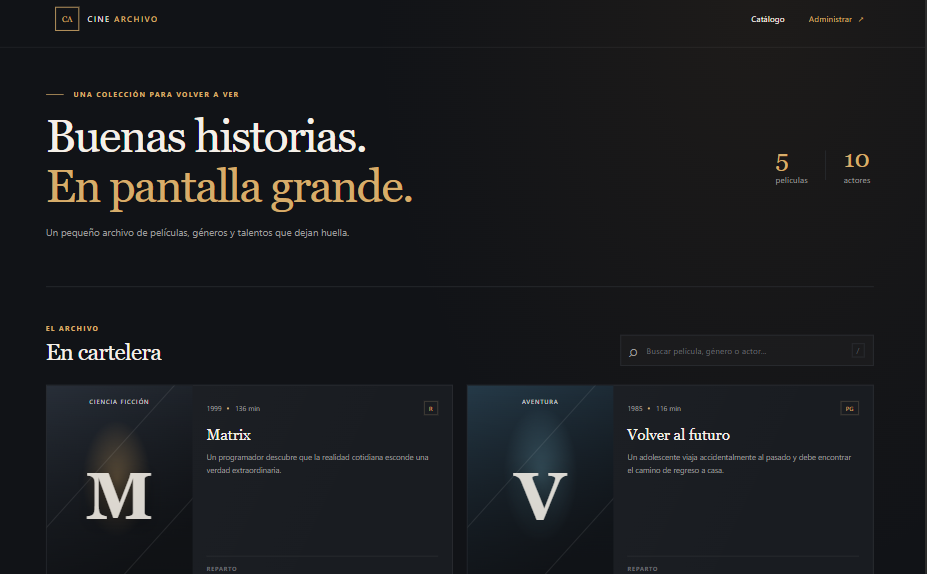 CA CINE ARCHIVO Catálogo Administrar ↗
UNA COLECCIÓN PARA VOLVER A VER
Buenas historias.
En pantalla grande.
5 10
películas actores
Un pequeño archivo de películas, géneros y talentos que dejan huella.
EL ARCHIVO
En cartelera
Buscar película, género o actor... /
CIENCIA FICCIÓN
M
1999 • 136 min R
Matrix
Un programador descubre que la realidad cotidiana esconde una
verdad extraordinaria.
REPARTO
AVENTURA
V
1985 • 116 min PG
Volver al futuro
Un adolescente viaja accidentalmente al pasado y debe encontrar
el camino de regreso a casa.
REPARTO